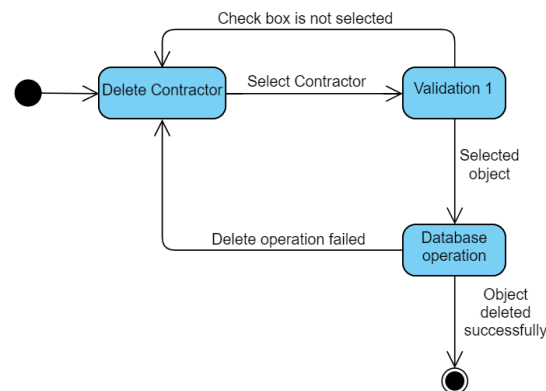 Check box is not selected
Delete Contractor
Select Contractor
Validation 1
Selected
object
Delete operation failed
Database
operation
Object
deleted
successfully